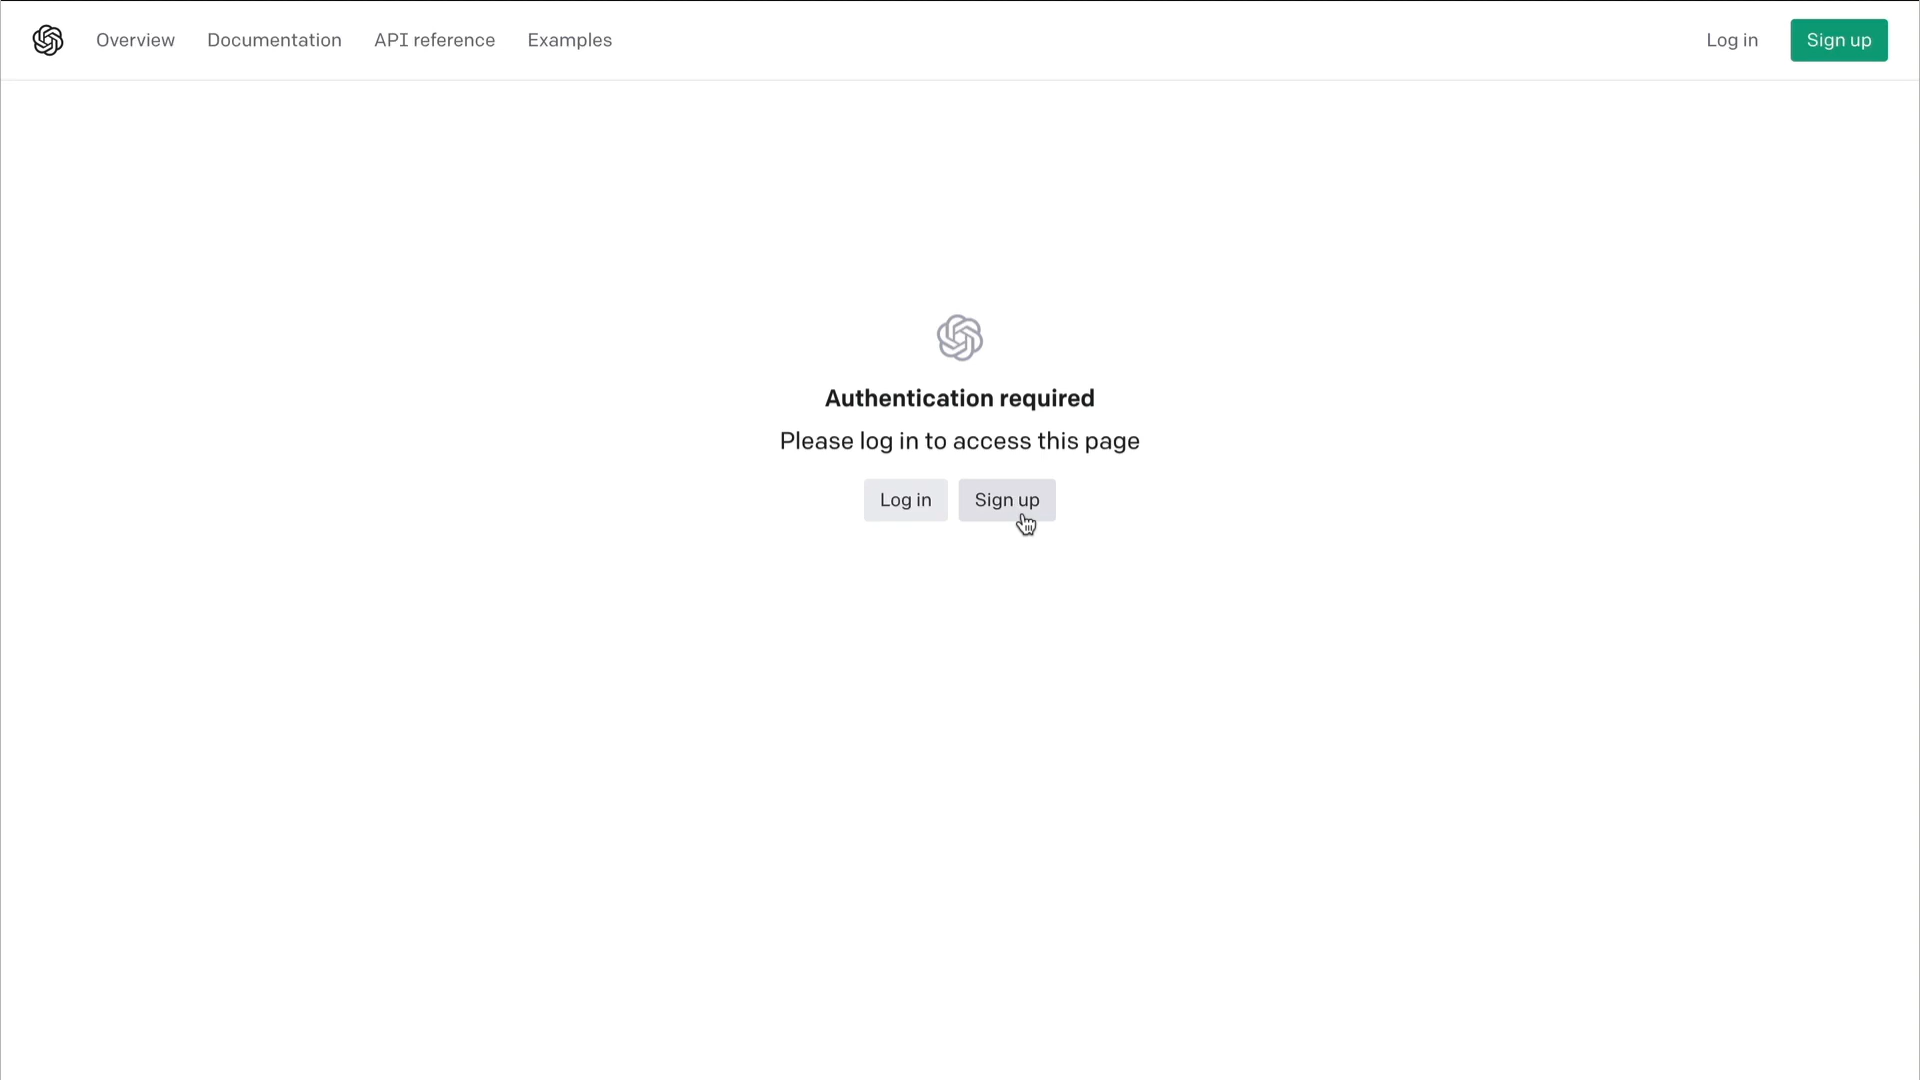 Overview Documentation API reference Examples Log in Sign up
Authentication required
Please log in to access this page
Log in Sign up